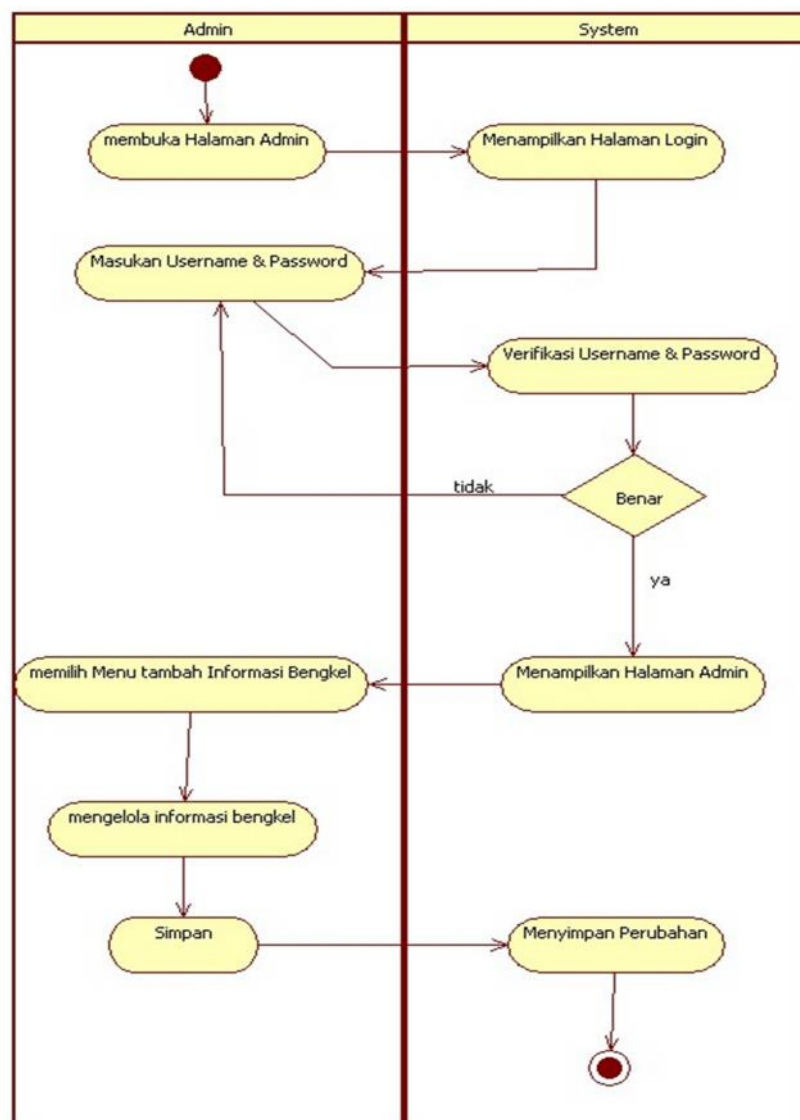 Admin
System
membuka Halaman Admin
Menampilkan Halaman Login
Masukan Username & Password
Verifikasi Username & Password
tidak
Benar
ya
memilih Menu tambah Informasi Bengkel
Menampilkan Halaman Admin
mengelola informasi bengkel
Simpan
Menyimpan Perubahan